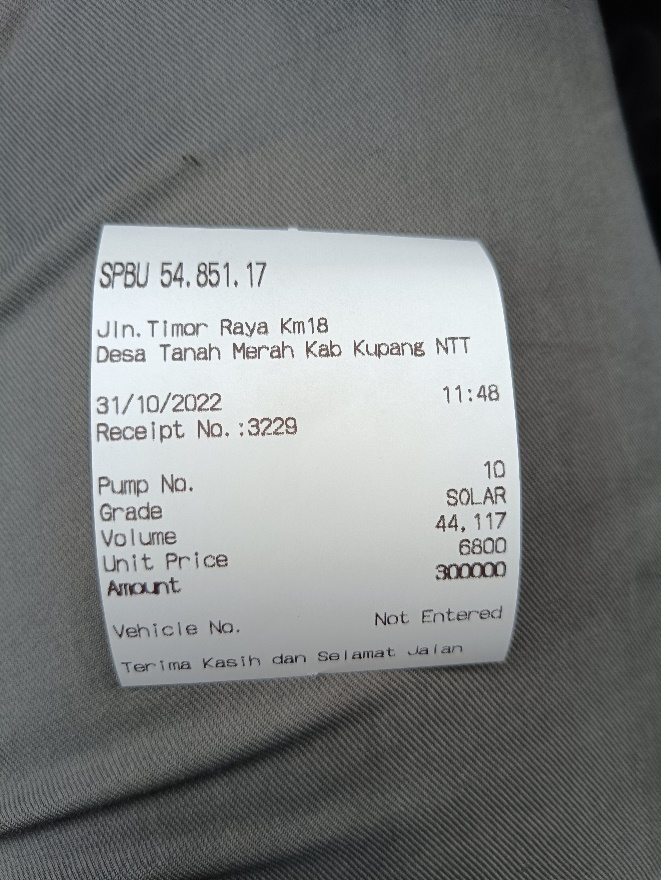 SPBU 54.851.17
Jln.Timor Raya Km18
Desa Tanah Merah Kab Kupang NTT
31/10/2022 11:48
Receipt No.:3229
Pump No. 10
Grade SOLAR
Volume 44,117
Unit Price 6800
Amount 300000
Vehicle No. Not Entered
Terima Kasih dan Selamat Jalan